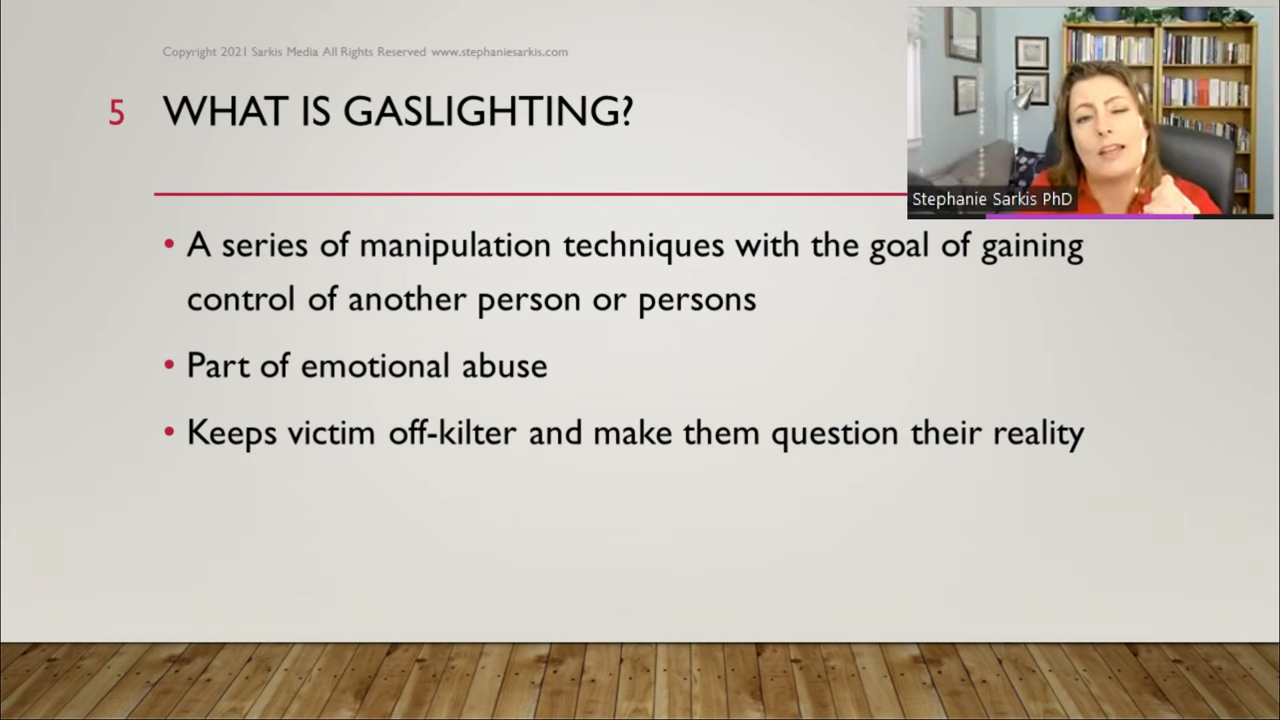 Copyright 2021 Sarkis Media All Rights Reserved www.stephaniesarkis.com
5 WHAT IS GASLIGHTING?
Stephanie Sarkis PhD
• A series of manipulation techniques with the goal of gaining
control of another person or persons
• Part of emotional abuse
• Keeps victim off-kilter and make them question their reality